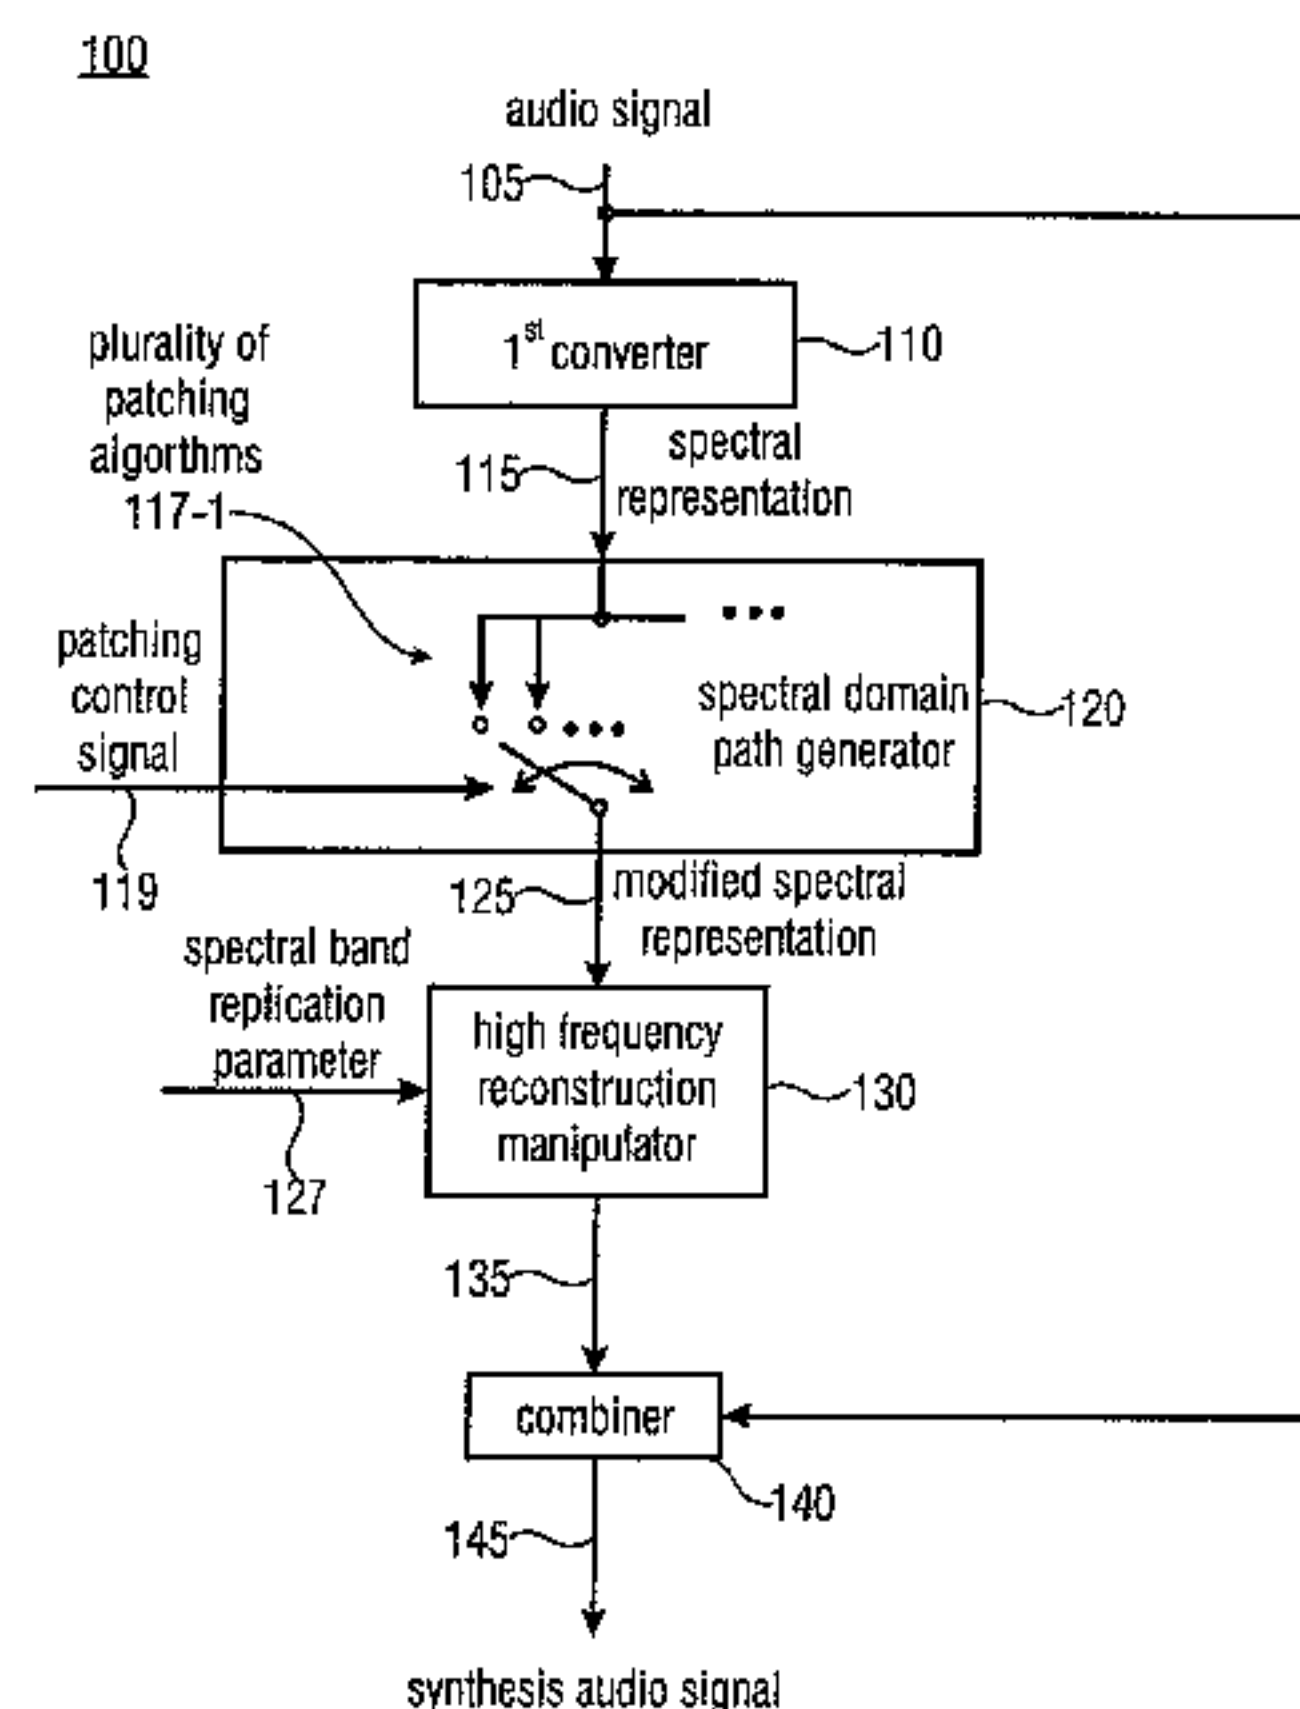 100
audio signal
105
1st converter
110
plurality of
patching
algorthms
117-1
115
spectral
representation
patching
control
signal
119
spectral domain
path generator
120
125
modified spectral
representation
spectral band
replication
parameter
127
high frequency
reconstruction
manipulator
130
135
combiner
140
145
synthesis audio signal